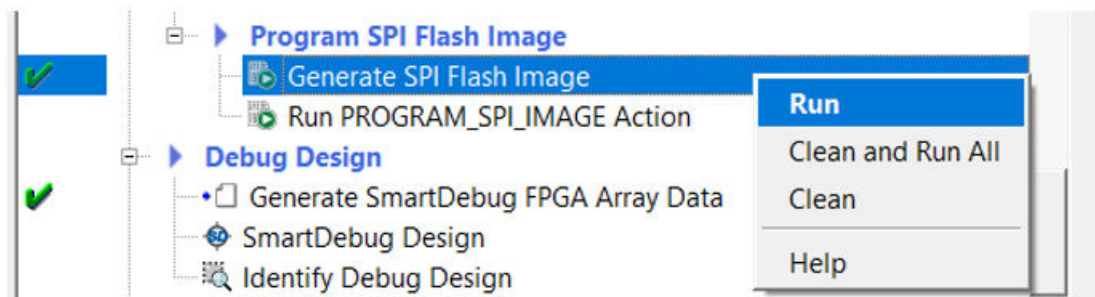 Program SPI Flash Image
Generate SPI Flash Image
Run PROGRAM_SPI_IMAGE Action
Debug Design
Generate SmartDebug FPGA Array Data
SmartDebug Design
Identify Debug Design
Run
Clean and Run All
Clean
Help